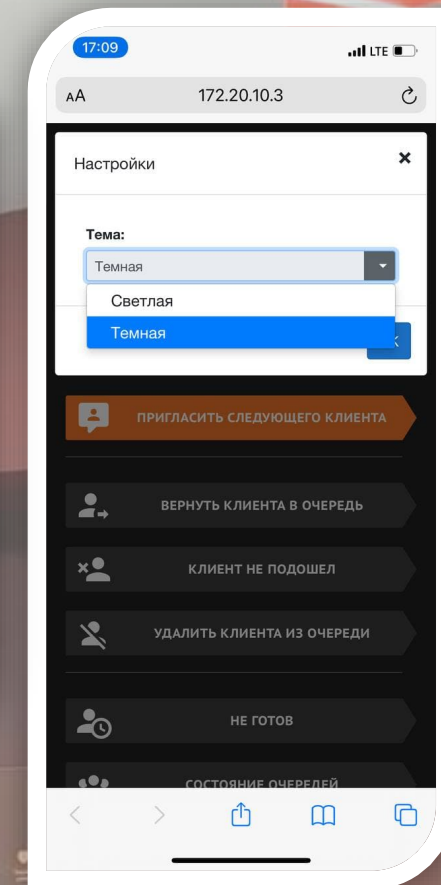 17:09
LTE
AA
172.20.10.3
Настройки
Тема:
Темная
Светлая
Темная
ПРИГЛАСИТЬ СЛЕДУЮЩЕГО КЛИЕНТА
ВЕРНУТЬ КЛИЕНТА В ОЧЕРЕДЬ
КЛИЕНТ НЕ ПОДОШЕЛ
УДАЛИТЬ КЛИЕНТА ИЗ ОЧЕРЕДИ
НЕ ГОТОВ
СОСТОЯНИЕ ОЧЕРЕДЕЙ